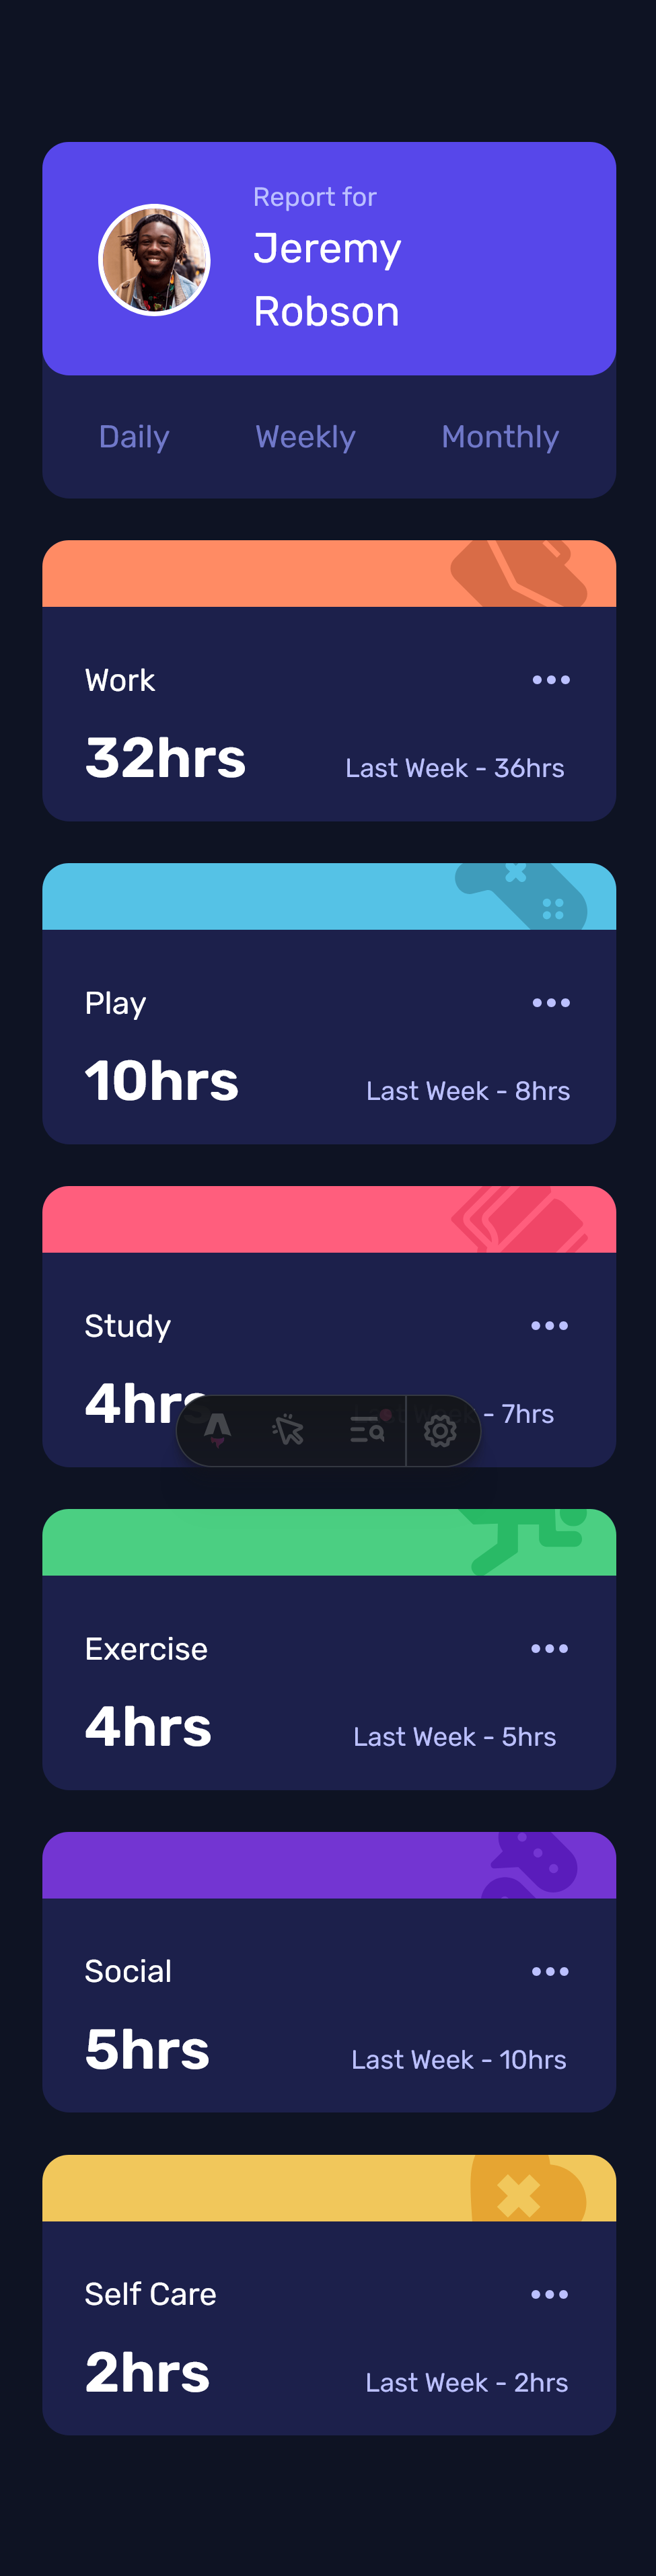 Report for
Jeremy
Robson
Daily Weekly Monthly
Work
32hrs Last Week - 36hrs
Play
10hrs Last Week - 8hrs
Study
4hrs - 7hrs
Exercise
4hrs Last Week - 5hrs
Social
5hrs Last Week - 10hrs
Self Care
2hrs Last Week - 2hrs